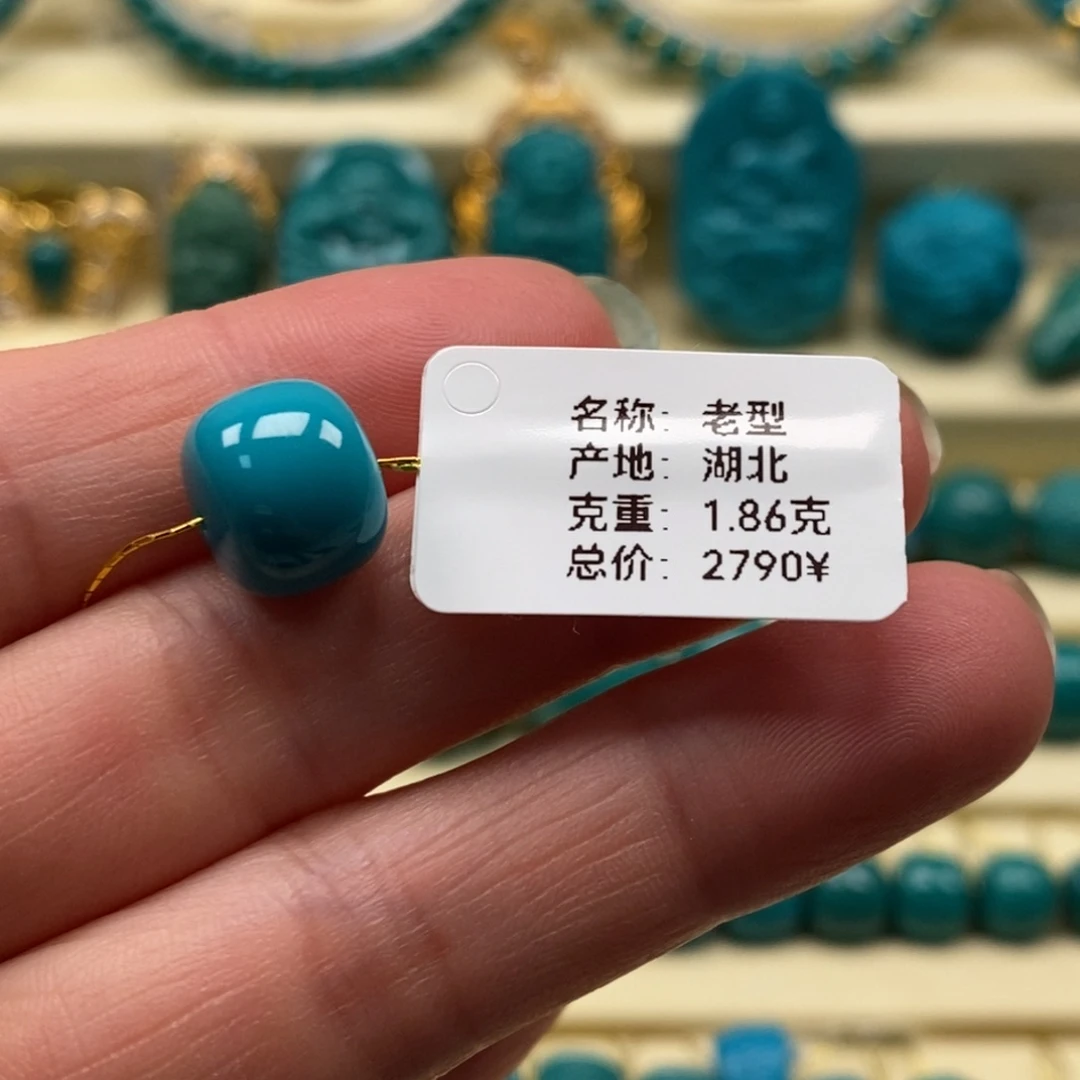 名称: 老型
产地: 湖北
克重: 1.86克
总价: 2790¥